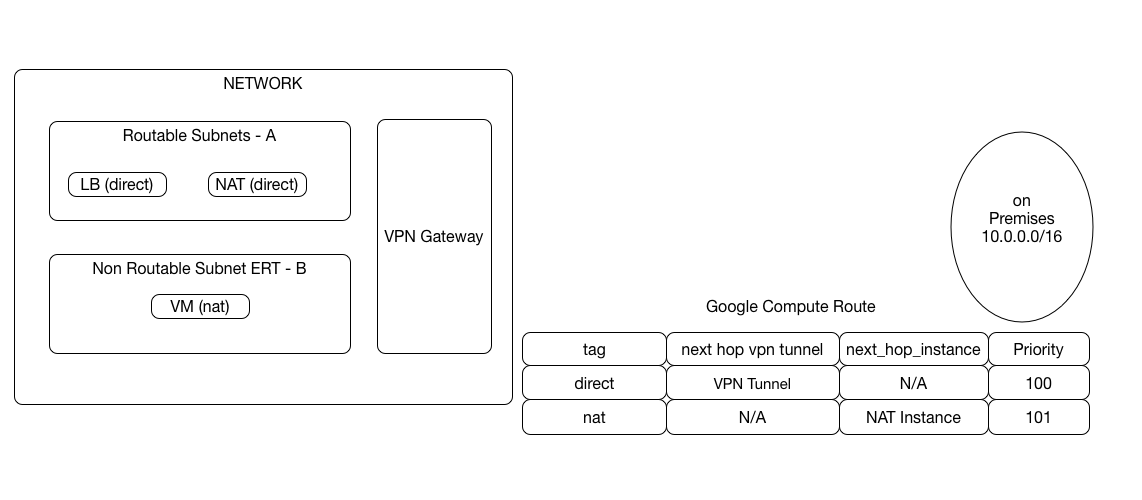 NETWORK
Routable Subnets - A
LB (direct)
NAT (direct)
VPN Gateway
Non Routable Subnet ERT - B
VM (nat)
on
Premises
10.0.0.0/16
Google Compute Route
tag next hop vpn tunnel next_hop_instance Priority
direct VPN Tunnel N/A 100
nat N/A NAT Instance 101